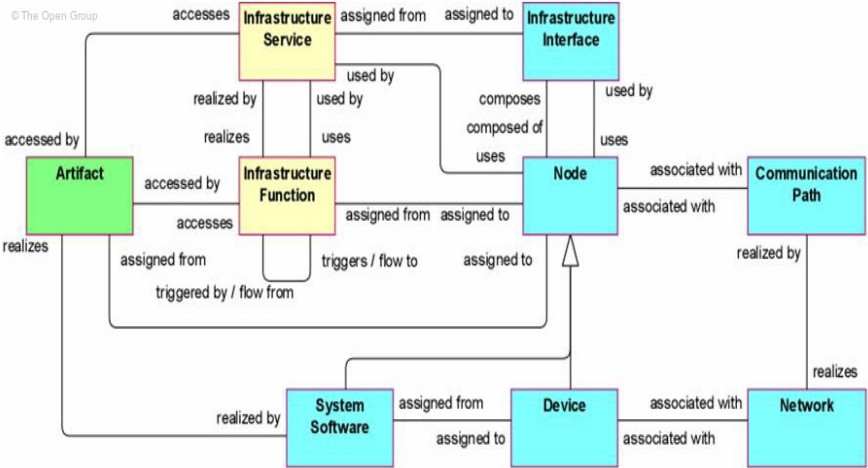 © The Open Group
accesses
Infrastructure
Service
assigned from
assigned to
Infrastructure
Interface
used by
realized by
used by
composes
used by
composed of
accessed by
realizes
uses
uses
uses
Artifact
accessed by
Infrastructure
Function
Node
associated with
Communication
Path
accesses
assigned from
assigned to
associated with
realizes
assigned from
triggers / flow to
assigned to
realized by
triggered by / flow from
realizes
realized by
System
Software
assigned from
assigned to
Device
associated with
associated with
Network